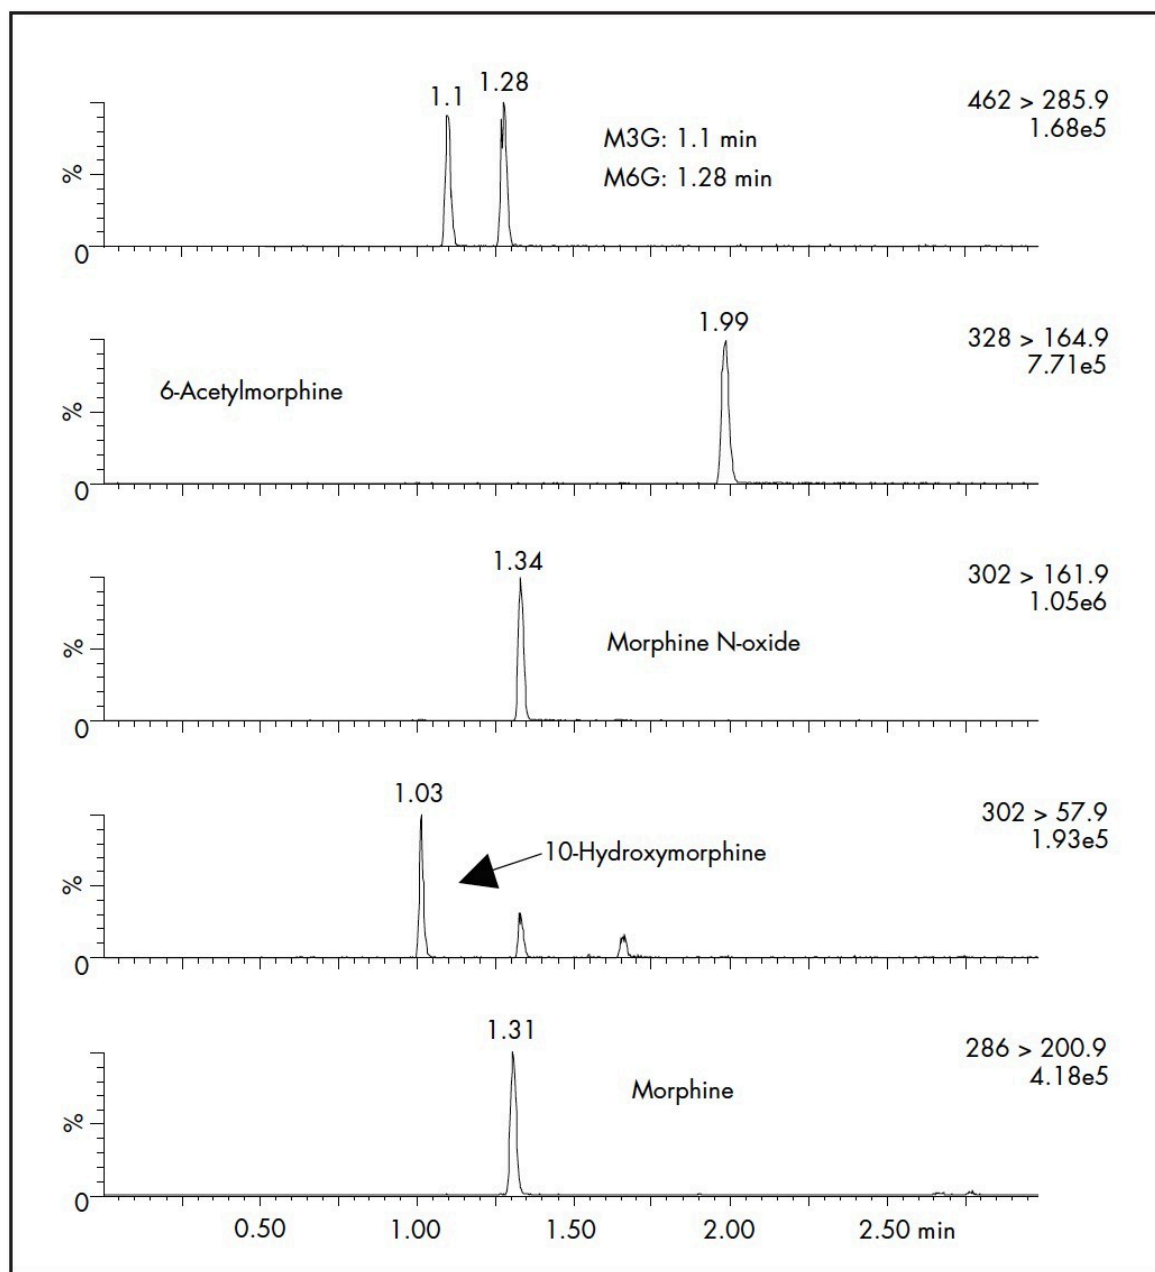 1.1 1.28
462 > 285.9
1.68e5
M3G: 1.1 min
M6G: 1.28 min
%
0
1.99
328 > 164.9
7.71e5
6-Acetylmorphine
%
0
1.34
302 > 161.9
1.05e6
Morphine N-oxide
%
0
1.03
302 > 57.9
1.93e5
10-Hydroxymorphine
%
0
1.31
286 > 200.9
4.18e5
Morphine
%
0
0.50 1.00 1.50 2.00 2.50 min